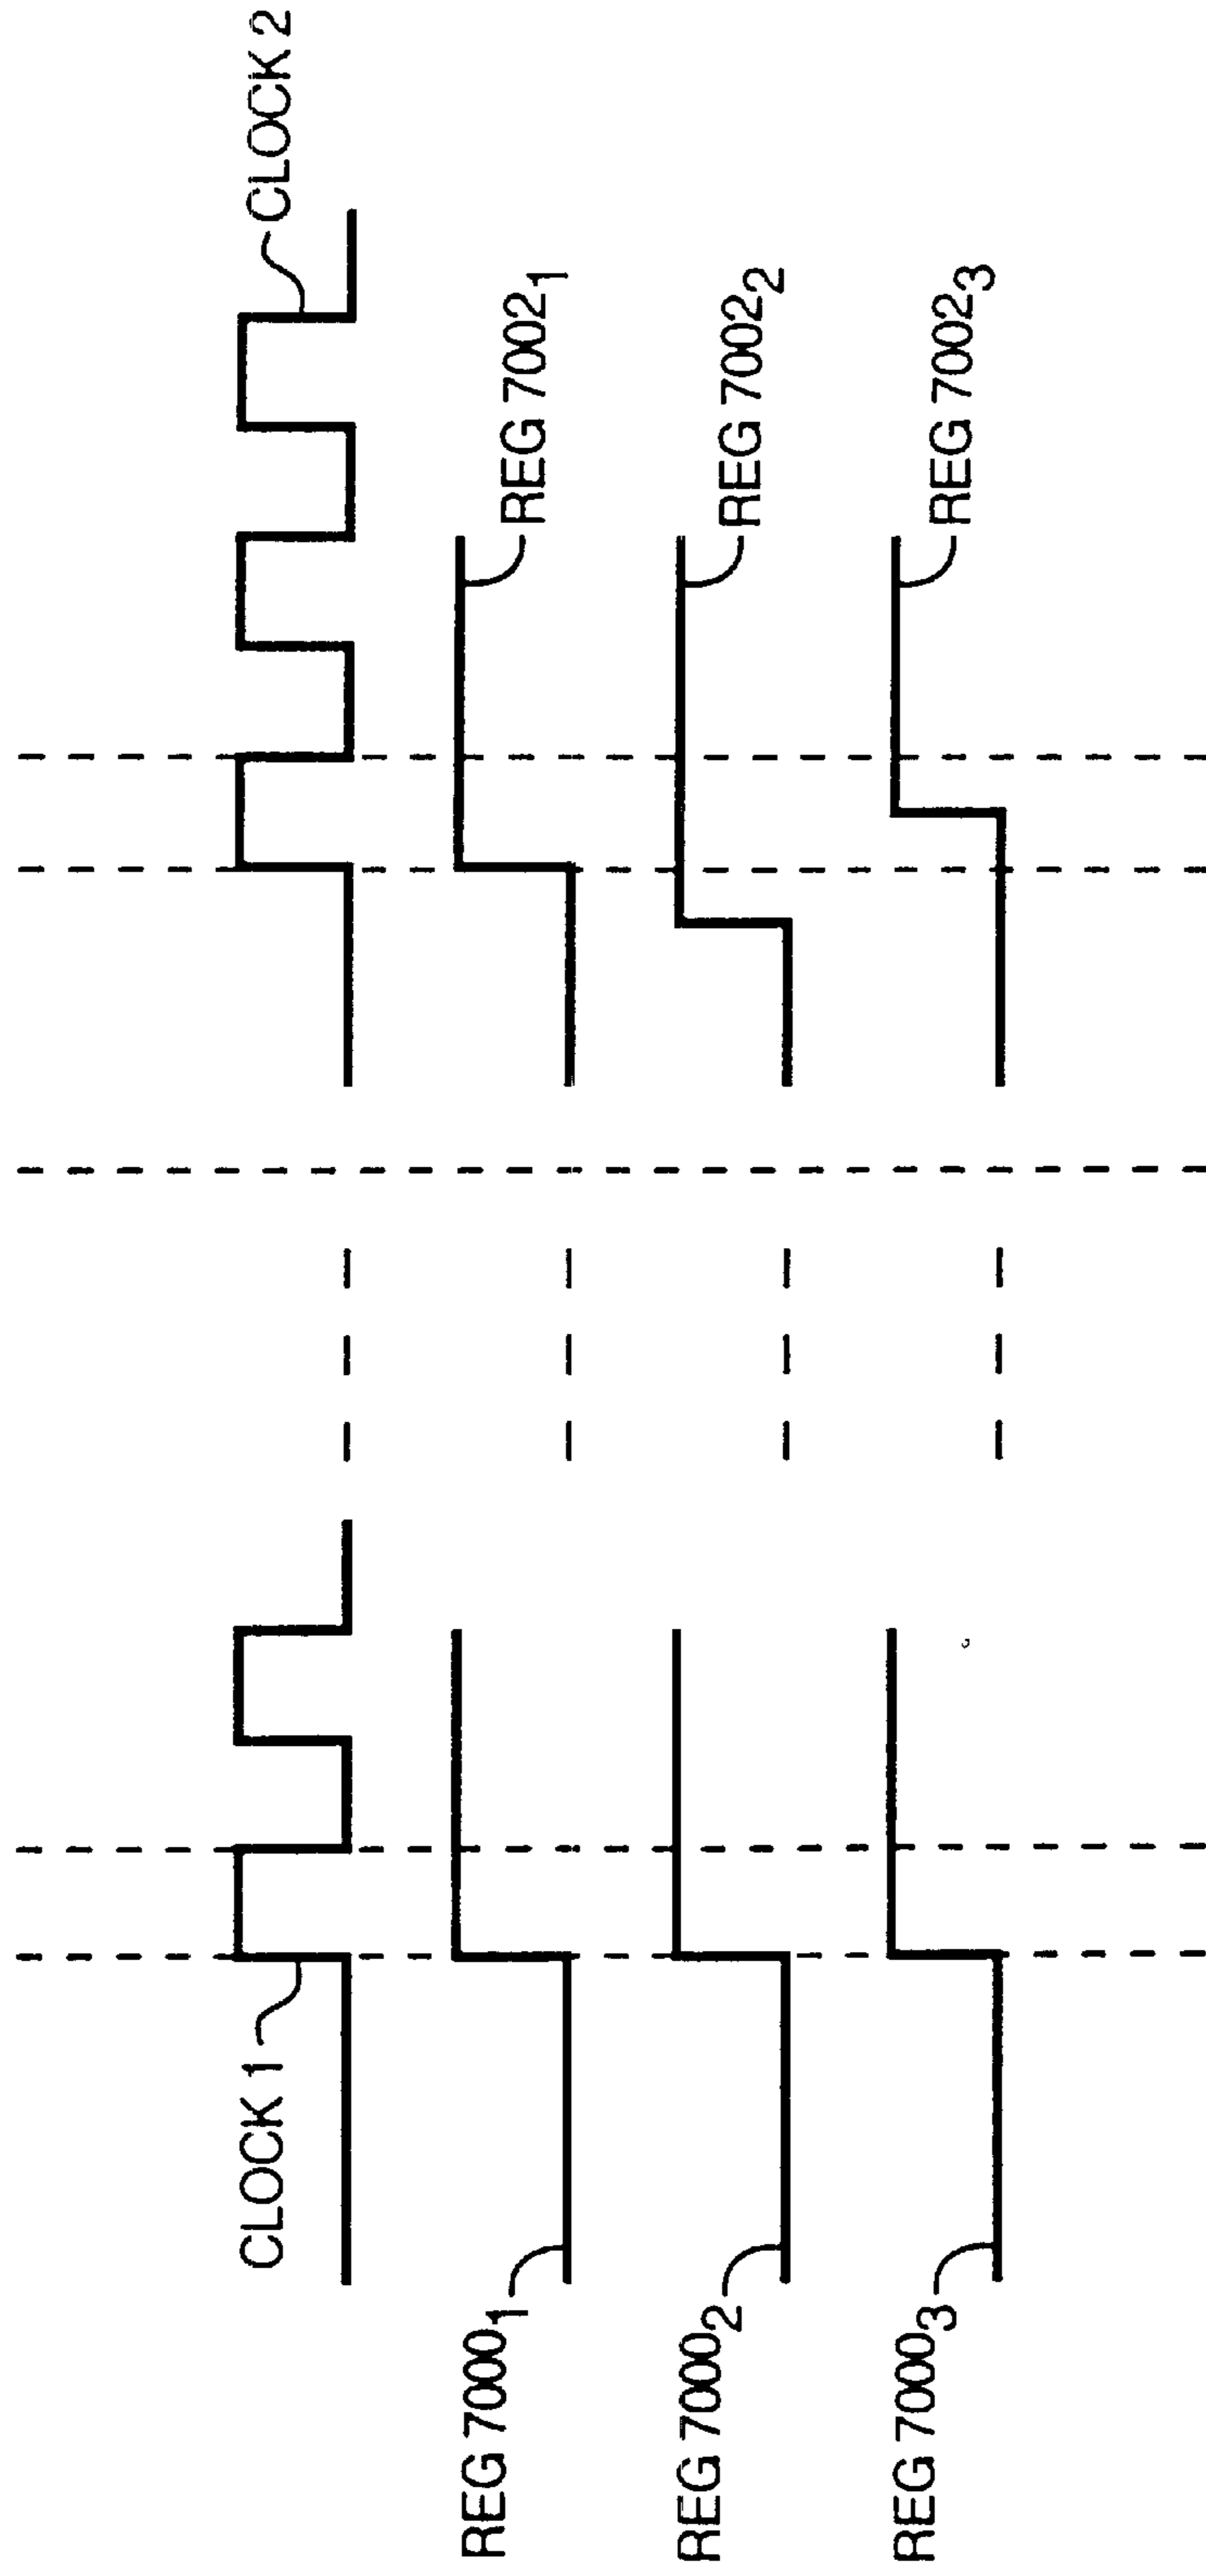 CLOCK 1
CLOCK 2
REG 7000₁
REG 7002₁
REG 7000₂
REG 7002₂
REG 7000₃
REG 7002₃